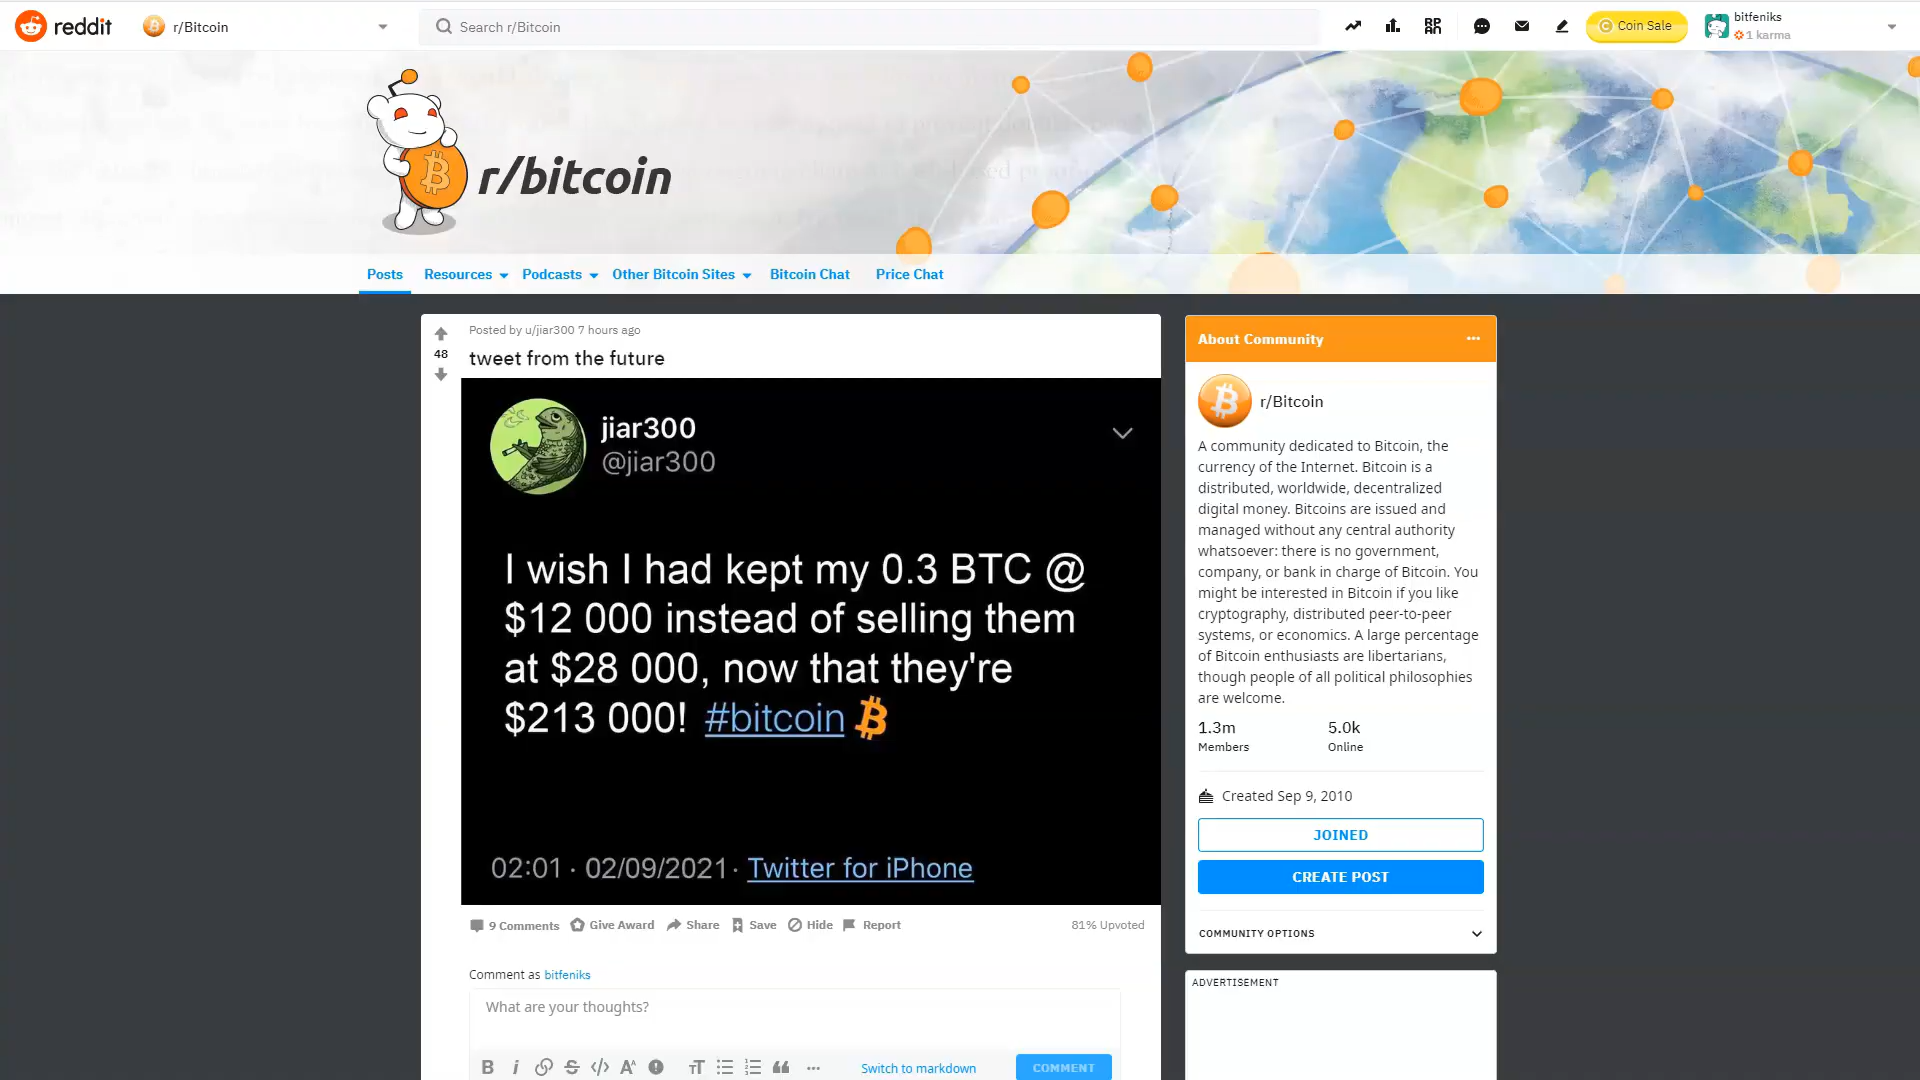 reddit
r/Bitcoin
Search r/Bitcoin
Coin Sale
bitfeniks
1 karma
r/bitcoin
Posts
Resources
Podcasts
Other Bitcoin Sites
Bitcoin Chat
Price Chat
Posted by u/jiar300 7 hours ago
48
tweet from the future
jiar300
@jiar300
I wish I had kept my 0.3 BTC @
$12 000 instead of selling them
at $28 000, now that they're
$213 000! #bitcoin
02:01 · 02/09/2021 · Twitter for iPhone
9 Comments
Give Award
Share
Save
Hide
Report
81% Upvoted
Comment as bitfeniks
What are your thoughts?
Switch to markdown
COMMENT
About Community
r/Bitcoin
A community dedicated to Bitcoin, the
currency of the Internet. Bitcoin is a
distributed, worldwide, decentralized
digital money. Bitcoins are issued and
managed without any central authority
whatsoever: there is no government,
company, or bank in charge of Bitcoin. You
might be interested in Bitcoin if you like
cryptography, distributed peer-to-peer
systems, or economics. A large percentage
of Bitcoin enthusiasts are libertarians,
though people of all political philosophies
are welcome.
1.3m
Members
5.0k
Online
Created Sep 9, 2010
JOINED
CREATE POST
COMMUNITY OPTIONS
ADVERTISEMENT